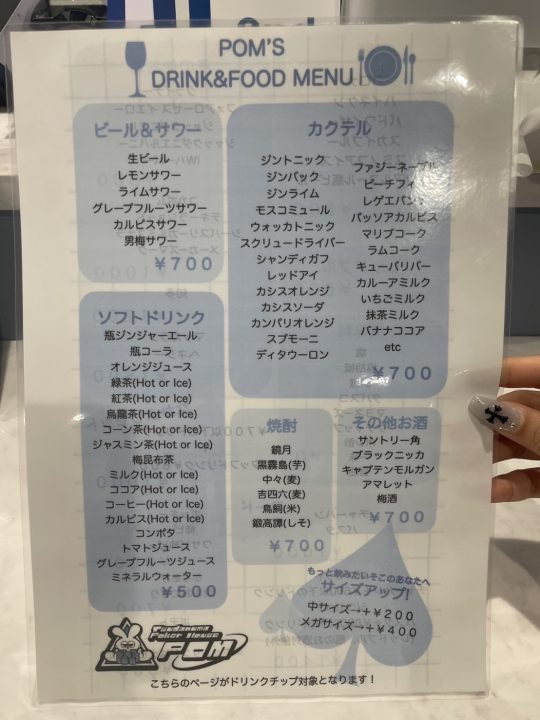 POM'S
DRINK&FOOD MENU
ビール&サワー
生ビール
レモンサワー
ライムサワー
グレープフルーツサワー
カルピスサワー
男梅サワー
¥700
カクテル
ジントニック
ジンバック
ジンライム
モスコミュール
ウォッカトニック
スクリュードライバー
シャンディガフ
レッドアイ
カシスオレンジ
カシスソーダ
カンパリオレンジ
スプモーニ
ディタウーロン
ファジーネーブル
ピーチフィズ
レゲエパンチ
パッソアカルピス
マリブコーク
ラムコーク
キューバリバー
カルーアミルク
いちごミルク
抹茶ミルク
バナナココア
etc
¥700
ソフトドリンク
瓶ジンジャーエール
瓶コーラ
オレンジジュース
緑茶(Hot or Ice)
紅茶(Hot or Ice)
烏龍茶(Hot or Ice)
コーン茶(Hot or Ice)
ジャスミン茶(Hot or Ice)
梅昆布茶
ミルク(Hot or Ice)
ココア(Hot or Ice)
コーヒー(Hot or Ice)
カルピス(Hot or Ice)
コンポタ
トマトジュース
グレープフルーツジュース
ミネラルウォーター
¥500
焼酎
鏡月
黒霧島(芋)
中々(麦)
吉四六(麦)
鳥飼(米)
鍛高譚(しそ)
¥700
その他お酒
サントリー角
ブラックニッカ
キャプテンモルガン
アマレット
梅酒
¥700
もっと飲みたいそこのあなたへ
サイズアップ!
中サイズ→+¥200
メガサイズ→+¥400
Tsudanuma
Poker House
POM
こちらのページがドリンクチップ対象となります!